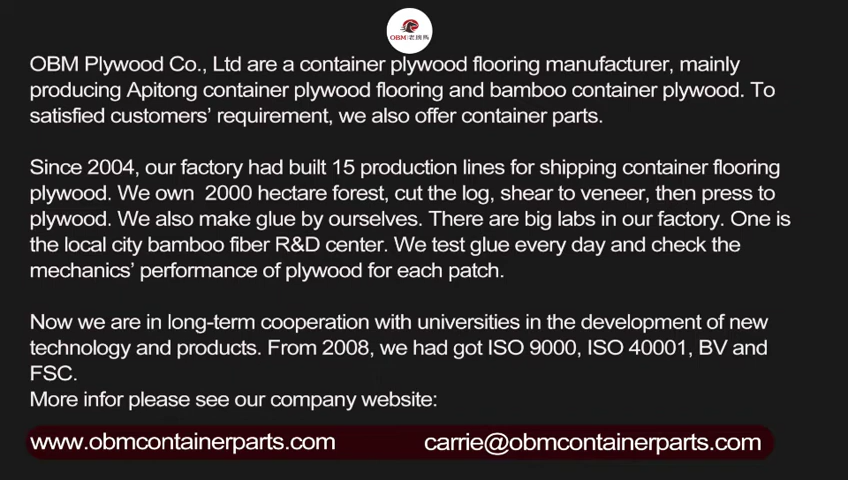 OBM 老板馬
OBM Plywood Co., Ltd are a container plywood flooring manufacturer, mainly
producing Apitong container plywood flooring and bamboo container plywood. To
satisfied customers' requirement, we also offer container parts.
Since 2004, our factory had built 15 production lines for shipping container flooring
plywood. We own 2000 hectare forest, cut the log, shear to veneer, then press to
plywood. We also make glue by ourselves. There are big labs in our factory. One is
the local city bamboo fiber R&D center. We test glue every day and check the
mechanics' performance of plywood for each patch.
Now we are in long-term cooperation with universities in the development of new
technology and products. From 2008, we had got ISO 9000, ISO 40001, BV and
FSC.
More infor please see our company website:
www.obmcontainerparts.com carrie@obmcontainerparts.com